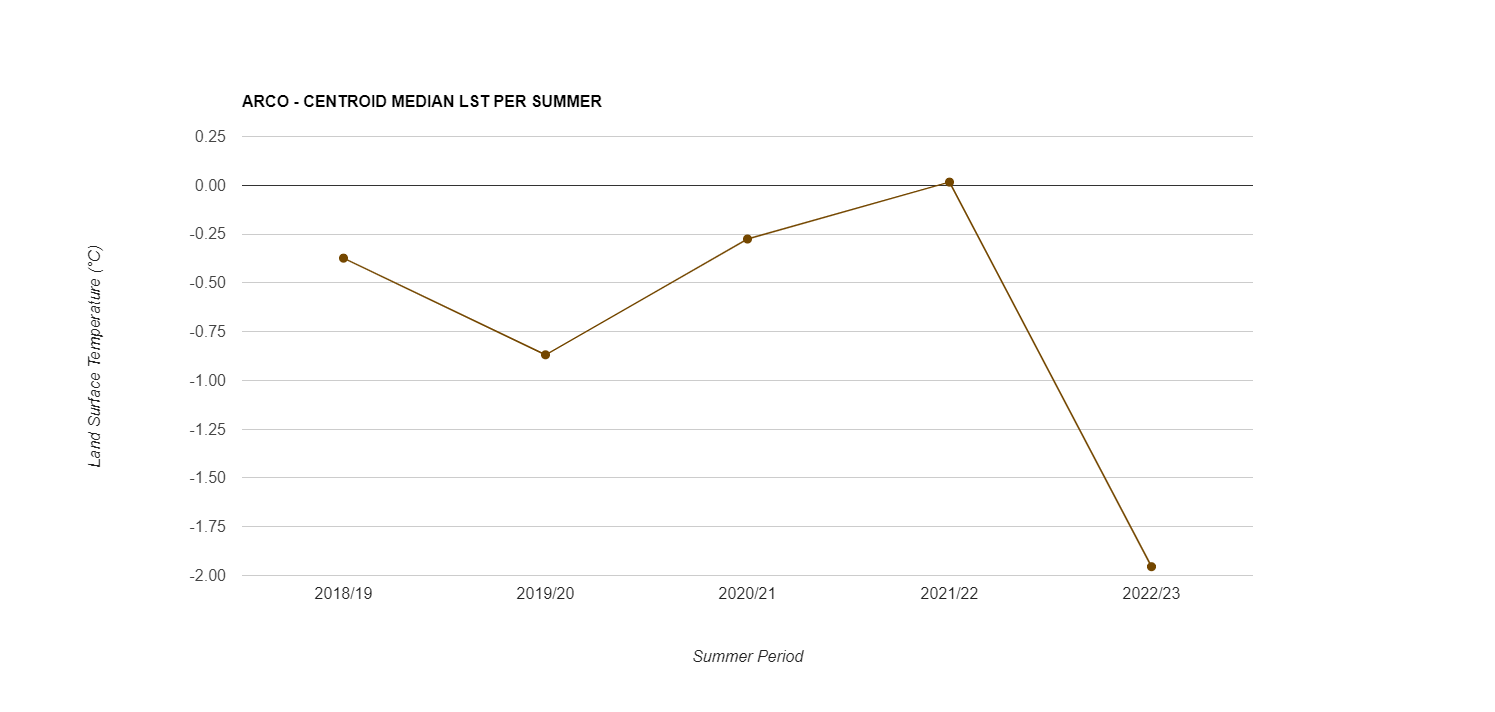 ARCO - CENTROID MEDIAN LST PER SUMMER
0.25
0.00
-0.25
-0.50
-0.75
-1.00
-1.25
-1.50
-1.75
-2.00
Land Surface Temperature (°C)
2018/19 2019/20 2020/21 2021/22 2022/23
Summer Period